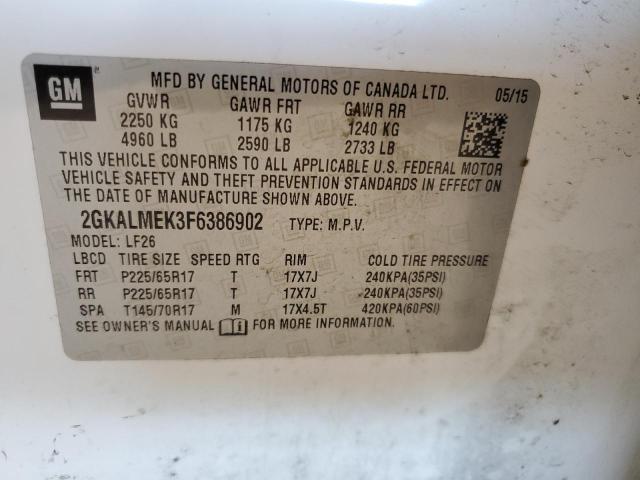 GM
MFD BY GENERAL MOTORS OF CANADA LTD. 05/15
GVWR GAWR FRT GAWR RR
2250 KG 1175 KG 1240 KG
4960 LB 2590 LB 2733 LB
THIS VEHICLE CONFORMS TO ALL APPLICABLE U.S. FEDERAL MOTOR
VEHICLE SAFETY AND THEFT PREVENTION STANDARDS IN EFFECT ON
THE DATE OF MANUFACTURE SHOWN ABOVE.
2GKALMEK3F6386902 TYPE: M.P.V.
MODEL: LF26
LBCD TIRE SIZE SPEED RTG RIM COLD TIRE PRESSURE
FRT P225/65R17 T 17X7J 240KPA(35PSI)
RR P225/65R17 T 17X7J 240KPA(35PSI)
SPA T145/70R17 M 17X4.5T 420KPA(60PSI)
SEE OWNER'S MANUAL FOR MORE INFORMATION.